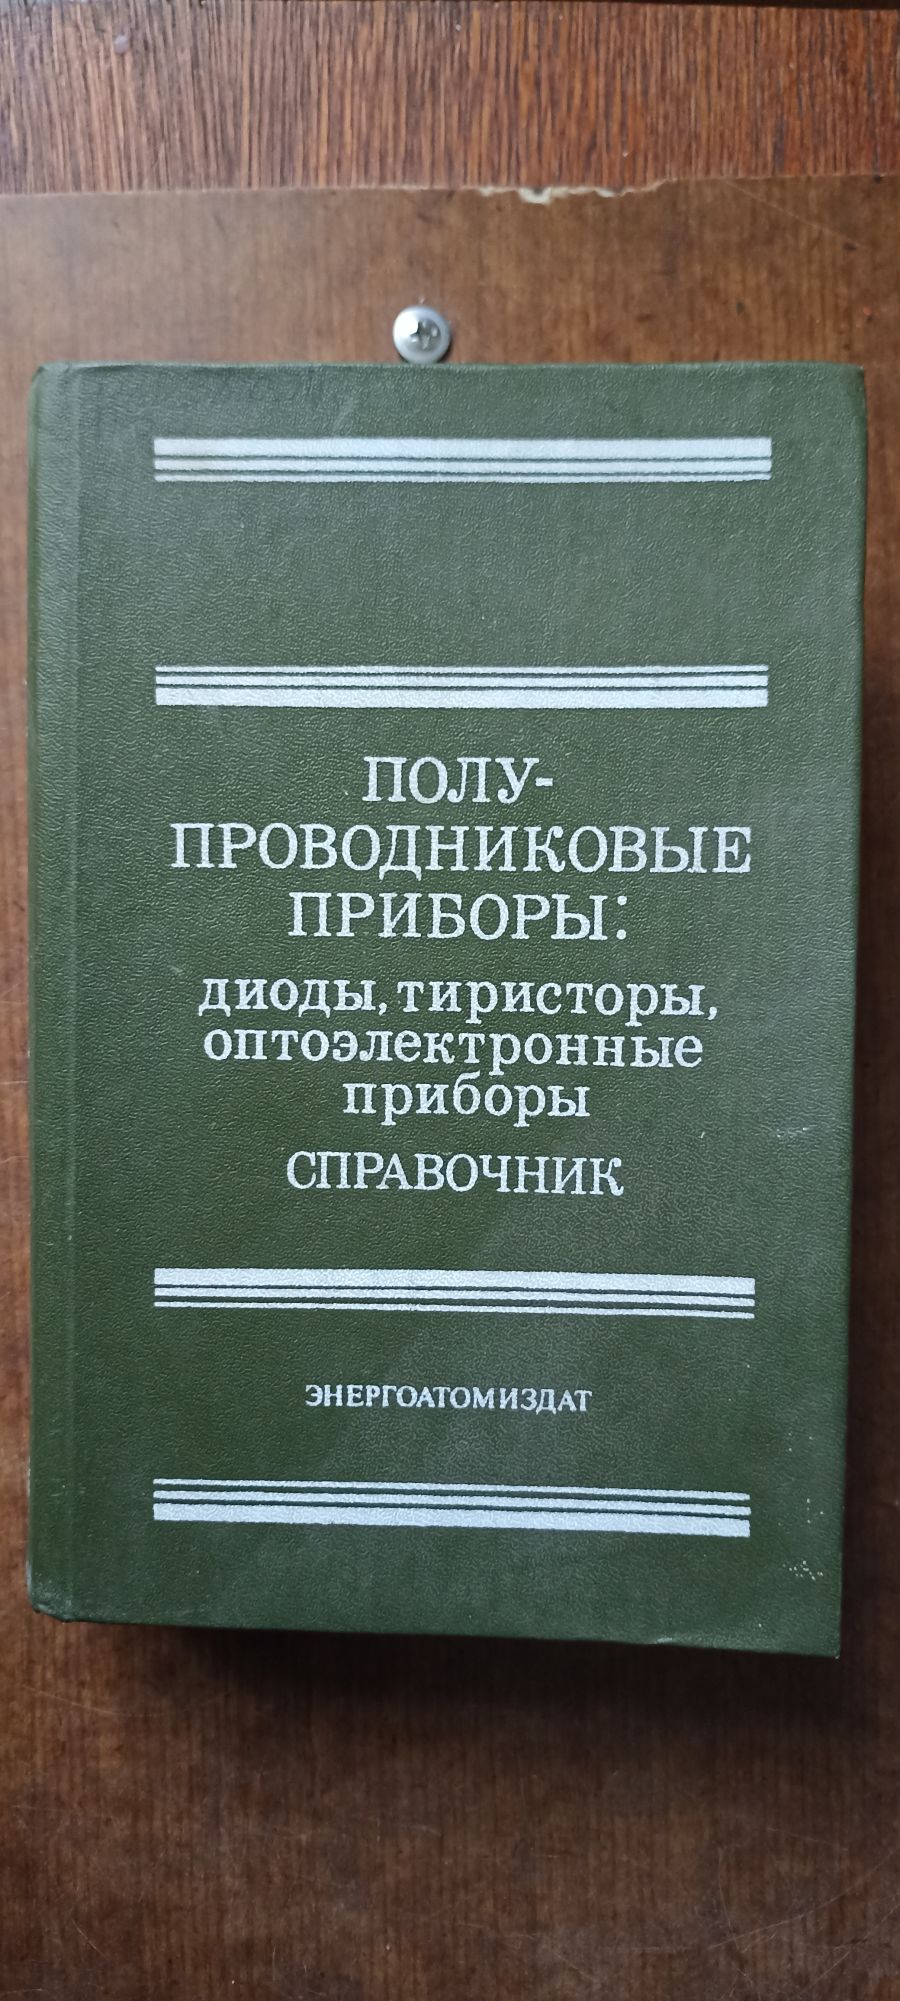 ПОЛУ-
ПРОВОДНИКОВЫЕ
ПРИБОРЫ:
диоды, тиристоры,
оптоэлектронные
приборы
СПРАВОЧНИК
ЭНЕРГОАТОМИЗДАТ